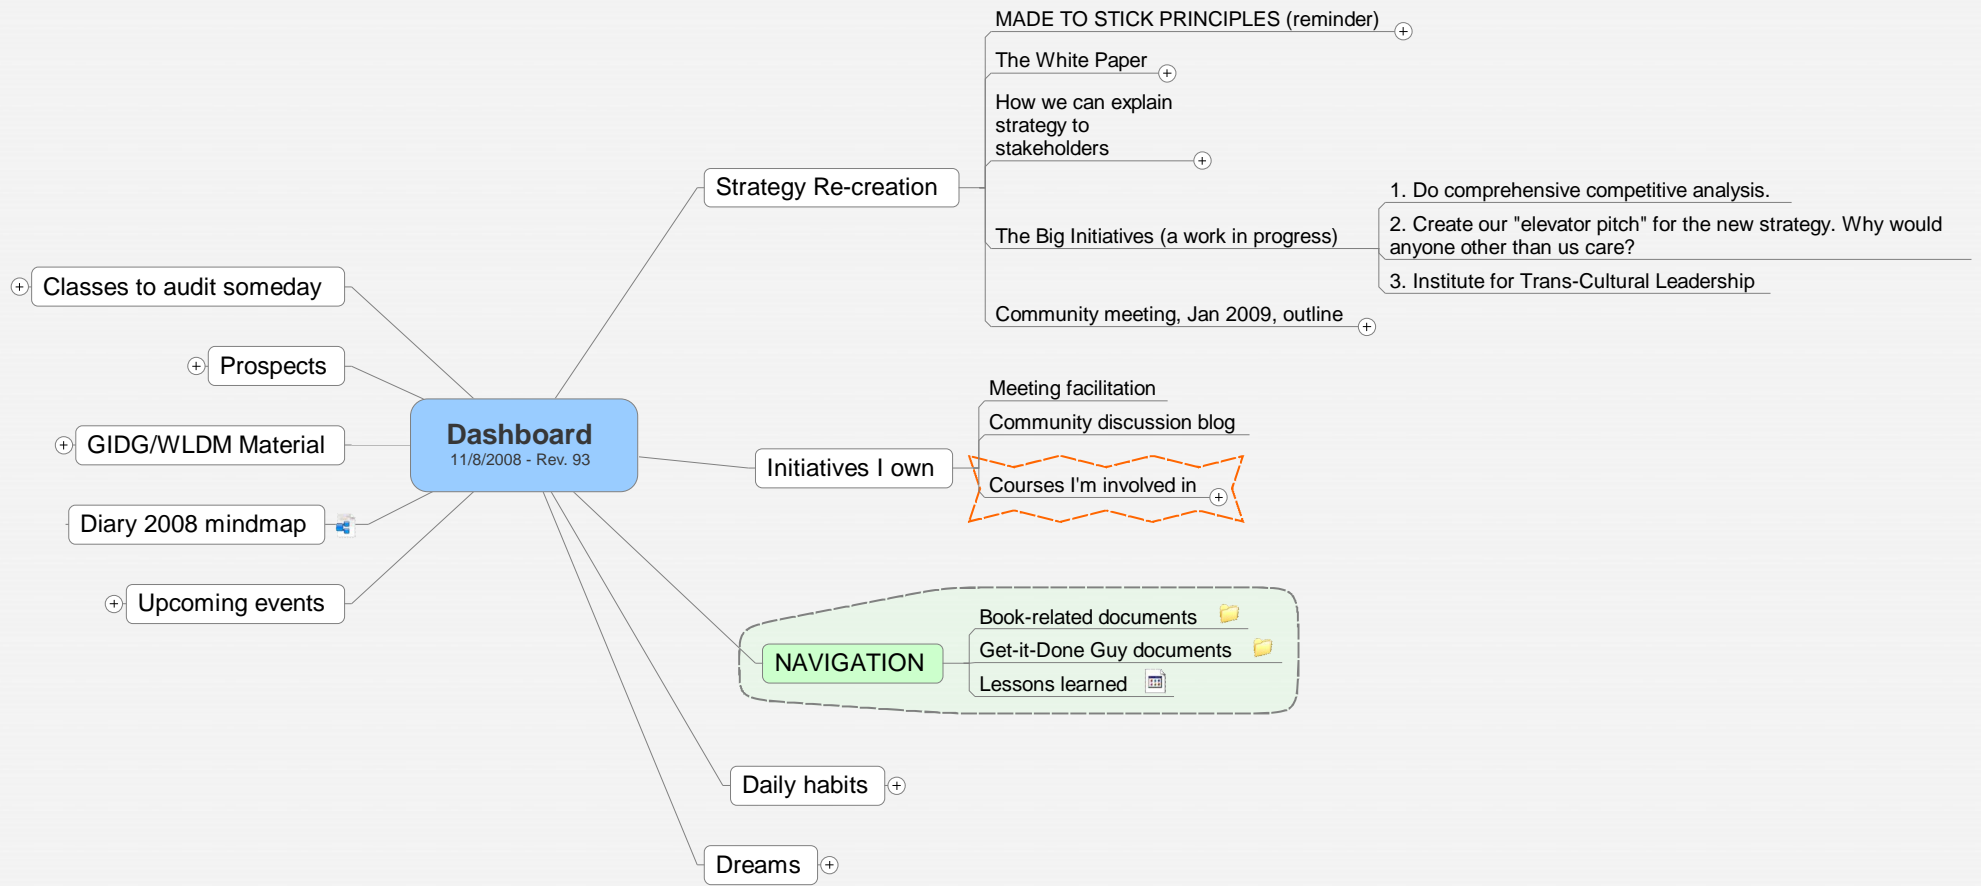 Dashboard
11/8/2008 - Rev. 93
Strategy Re-creation
MADE TO STICK PRINCIPLES (reminder)
The White Paper
How we can explain
strategy to
stakeholders
The Big Initiatives (a work in progress)
1. Do comprehensive competitive analysis.
2. Create our "elevator pitch" for the new strategy. Why would
anyone other than us care?
3. Institute for Trans-Cultural Leadership
Community meeting, Jan 2009, outline
Initiatives I own
Meeting facilitation
Community discussion blog
Courses I'm involved in
NAVIGATION
Book-related documents
Get-it-Done Guy documents
Lessons learned
Daily habits
Dreams
Classes to audit someday
Prospects
GIDG/WLDM Material
Diary 2008 mindmap
Upcoming events